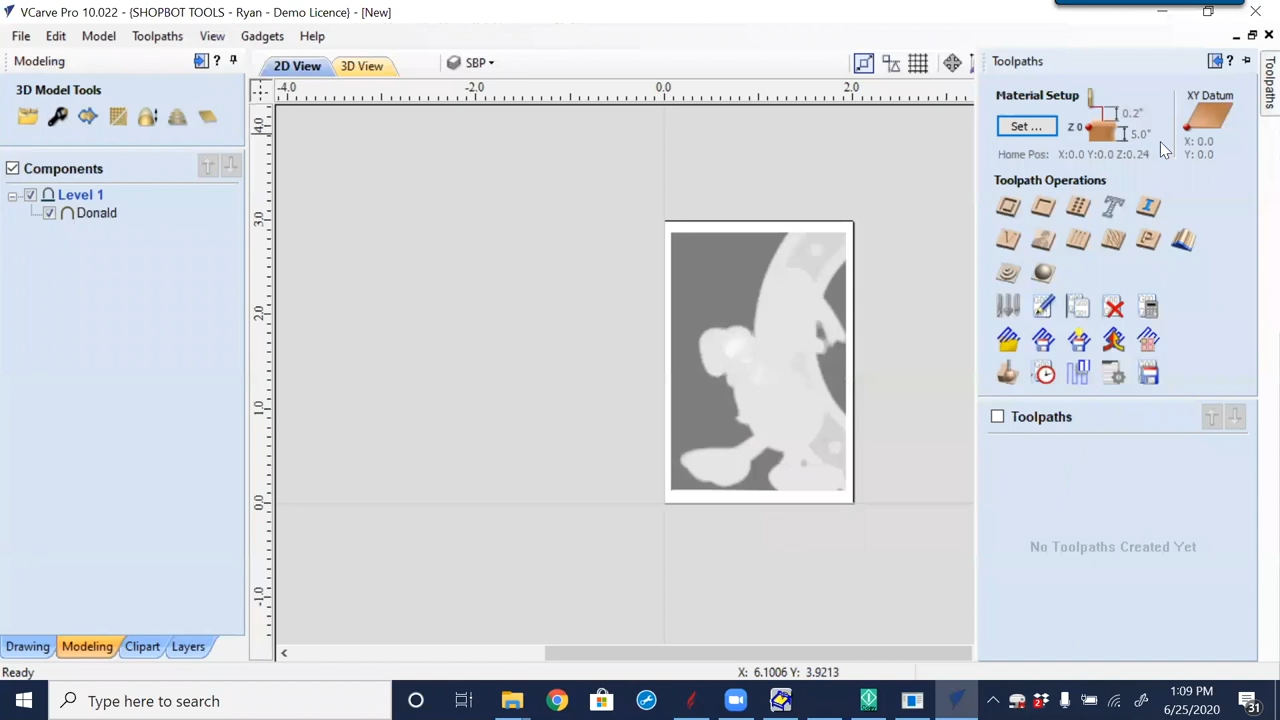 VCarve Pro 10.022 - {SHOPBOT TOOLS - Ryan - Demo Licence} - [New]
File Edit Model Toolpaths View Gadgets Help
Modeling ?
3D Model Tools
Components
Level 1
Donald
Drawing Modeling Clipart Layers
2D View 3D View SBP
-4.0 -2.0 0.0 2.0
4.0
3.0
2.0
1.0
0.0
-1.0
Toolpaths ?
Toolpaths
Material Setup
XY Datum
Set ...
Z 0
0.2"
5.0"
X: 0.0
Y: 0.0
Home Pos: X:0.0 Y:0.0 Z:0.24
Toolpath Operations
Toolpaths
No Toolpaths Created Yet
Ready
X: 6.1006 Y: 3.9213
Type here to search
1:09 PM
6/25/2020
31